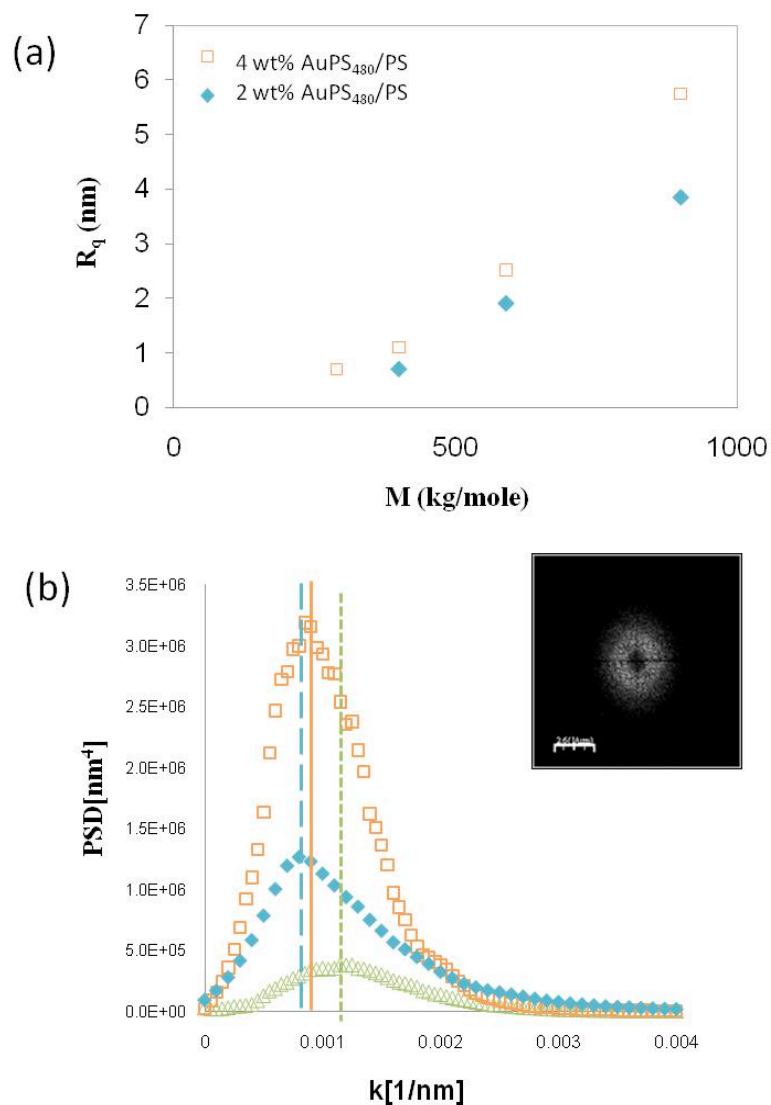 (a)
7
6
5
4
3
2
1
0
R_q (nm)
4 wt% AuPS₄₈₀/PS
2 wt% AuPS₄₈₀/PS
0 500 1000
M (kg/mole)
(b)
3.5E+06
3.0E+06
2.5E+06
2.0E+06
1.5E+06
1.0E+06
5.0E+05
0.0E+00
PSD[nm⁴]
0 0.001 0.002 0.003 0.004
k[1/nm]